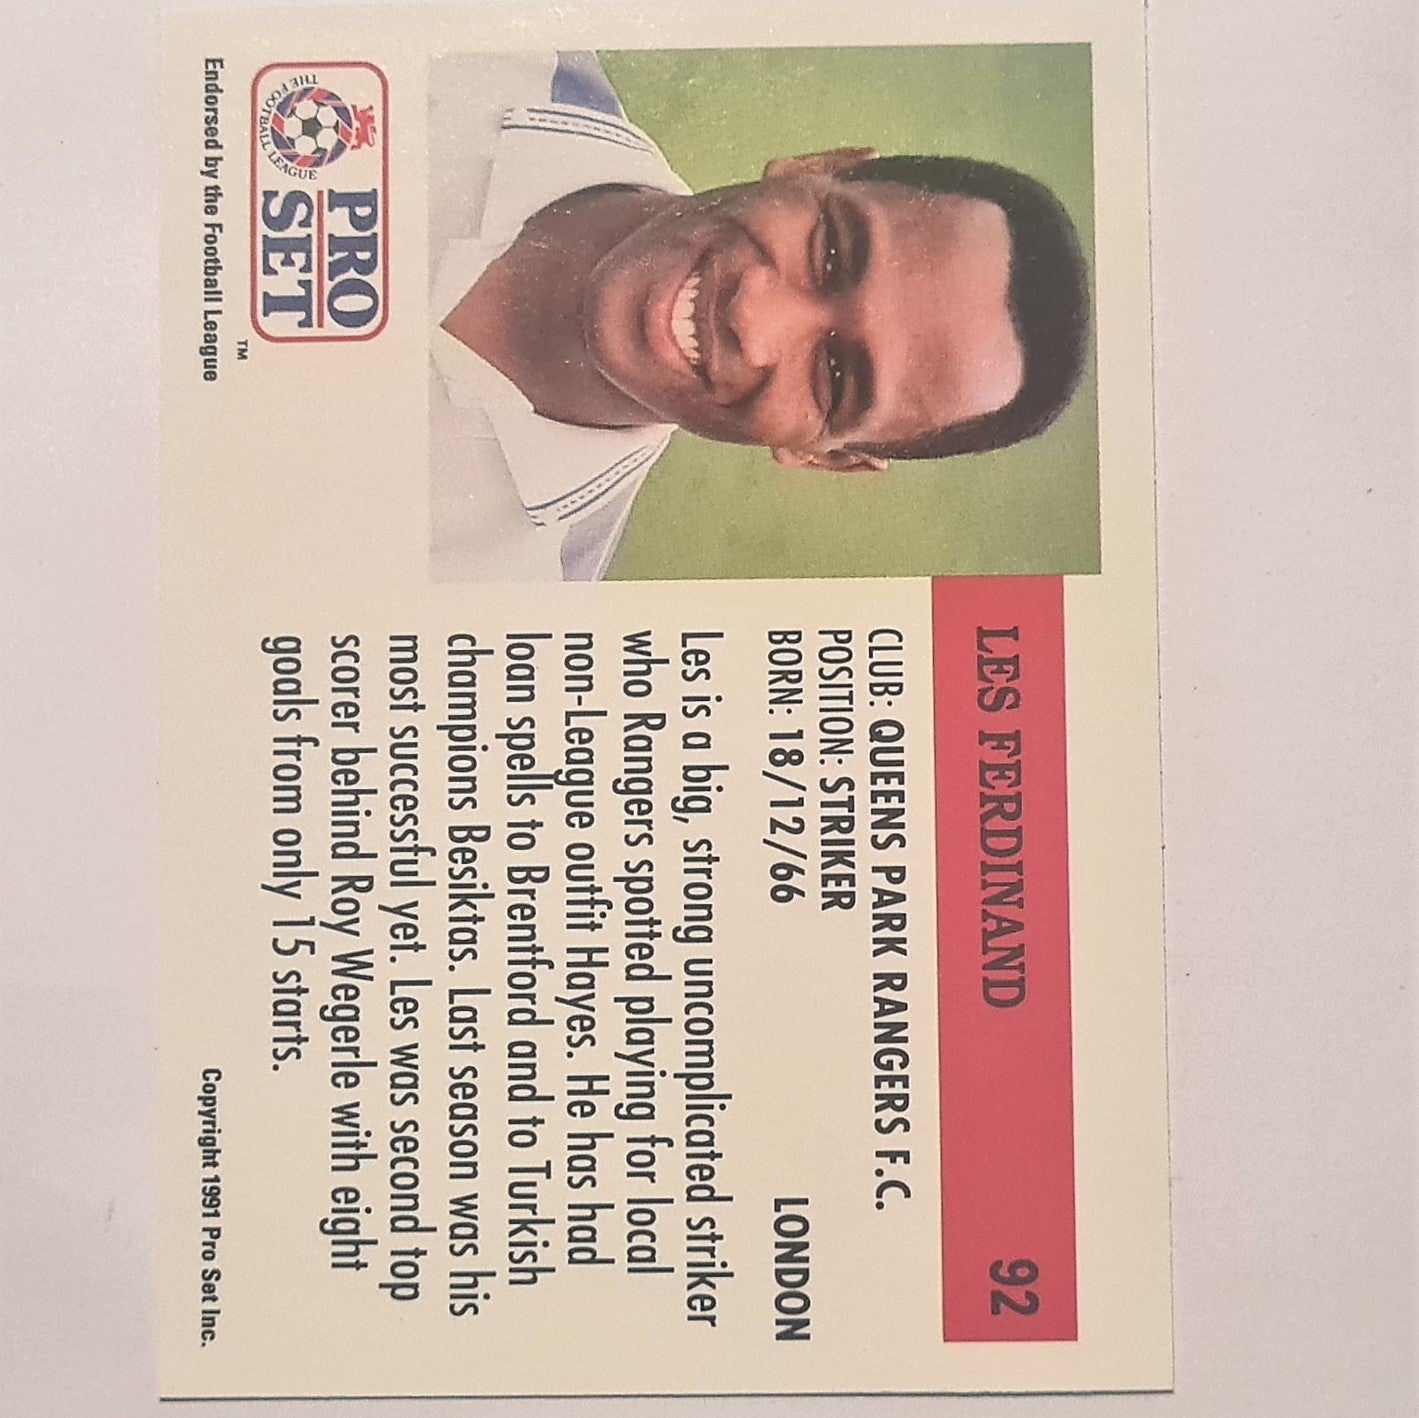 LES FERDINAND 92
CLUB: QUEENS PARK RANGERS F.C.
POSITION: STRIKER
BORN: 18/12/66 LONDON
Les is a big, strong uncomplicated striker
who Rangers spotted playing for local
non-League outfit Hayes. He has had
loan spells to Brentford and to Turkish
champions Besiktas. Last season was his
most successful yet. Les was second top
scorer behind Roy Wegerle with eight
goals from only 15 starts.
THE FOOTBALL LEAGUE
PRO
SET
TM
Endorsed by the Football League
Copyright 1991 Pro Set Inc.